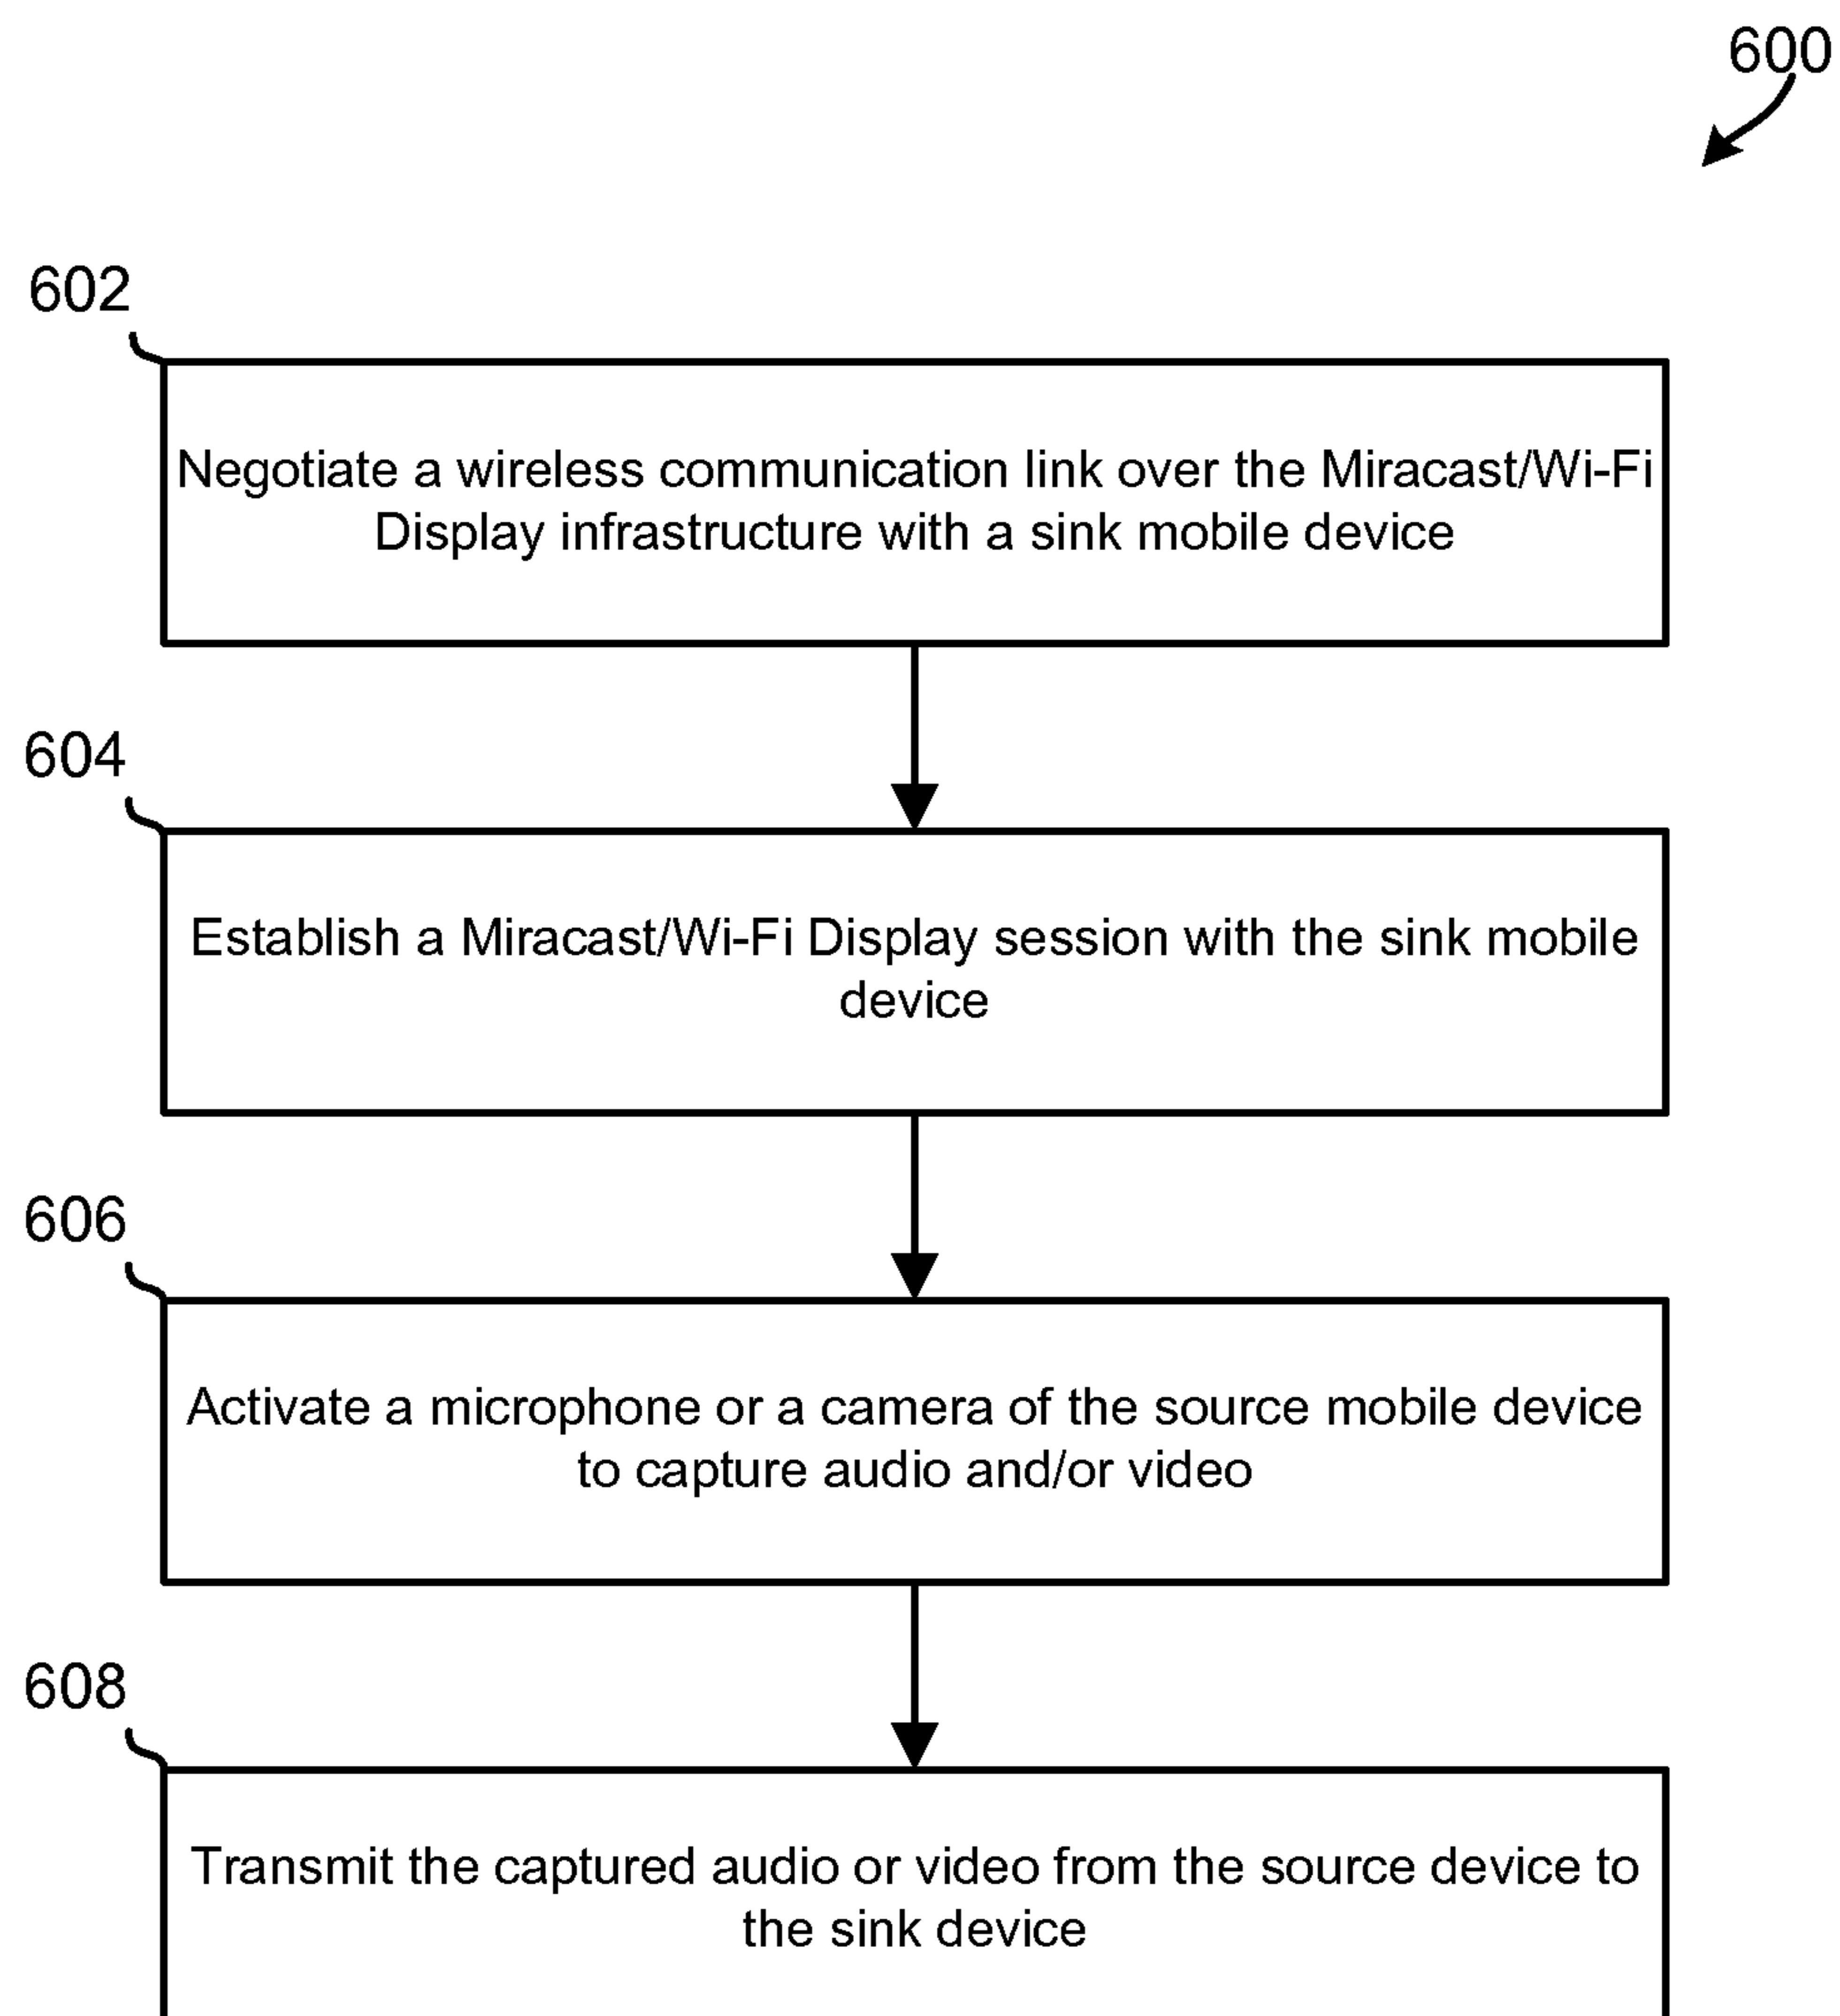 600
602
Negotiate a wireless communication link over the Miracast/Wi-Fi
Display infrastructure with a sink mobile device
604
Establish a Miracast/Wi-Fi Display session with the sink mobile
device
606
Activate a microphone or a camera of the source mobile device
to capture audio and/or video
608
Transmit the captured audio or video from the source device to
the sink device